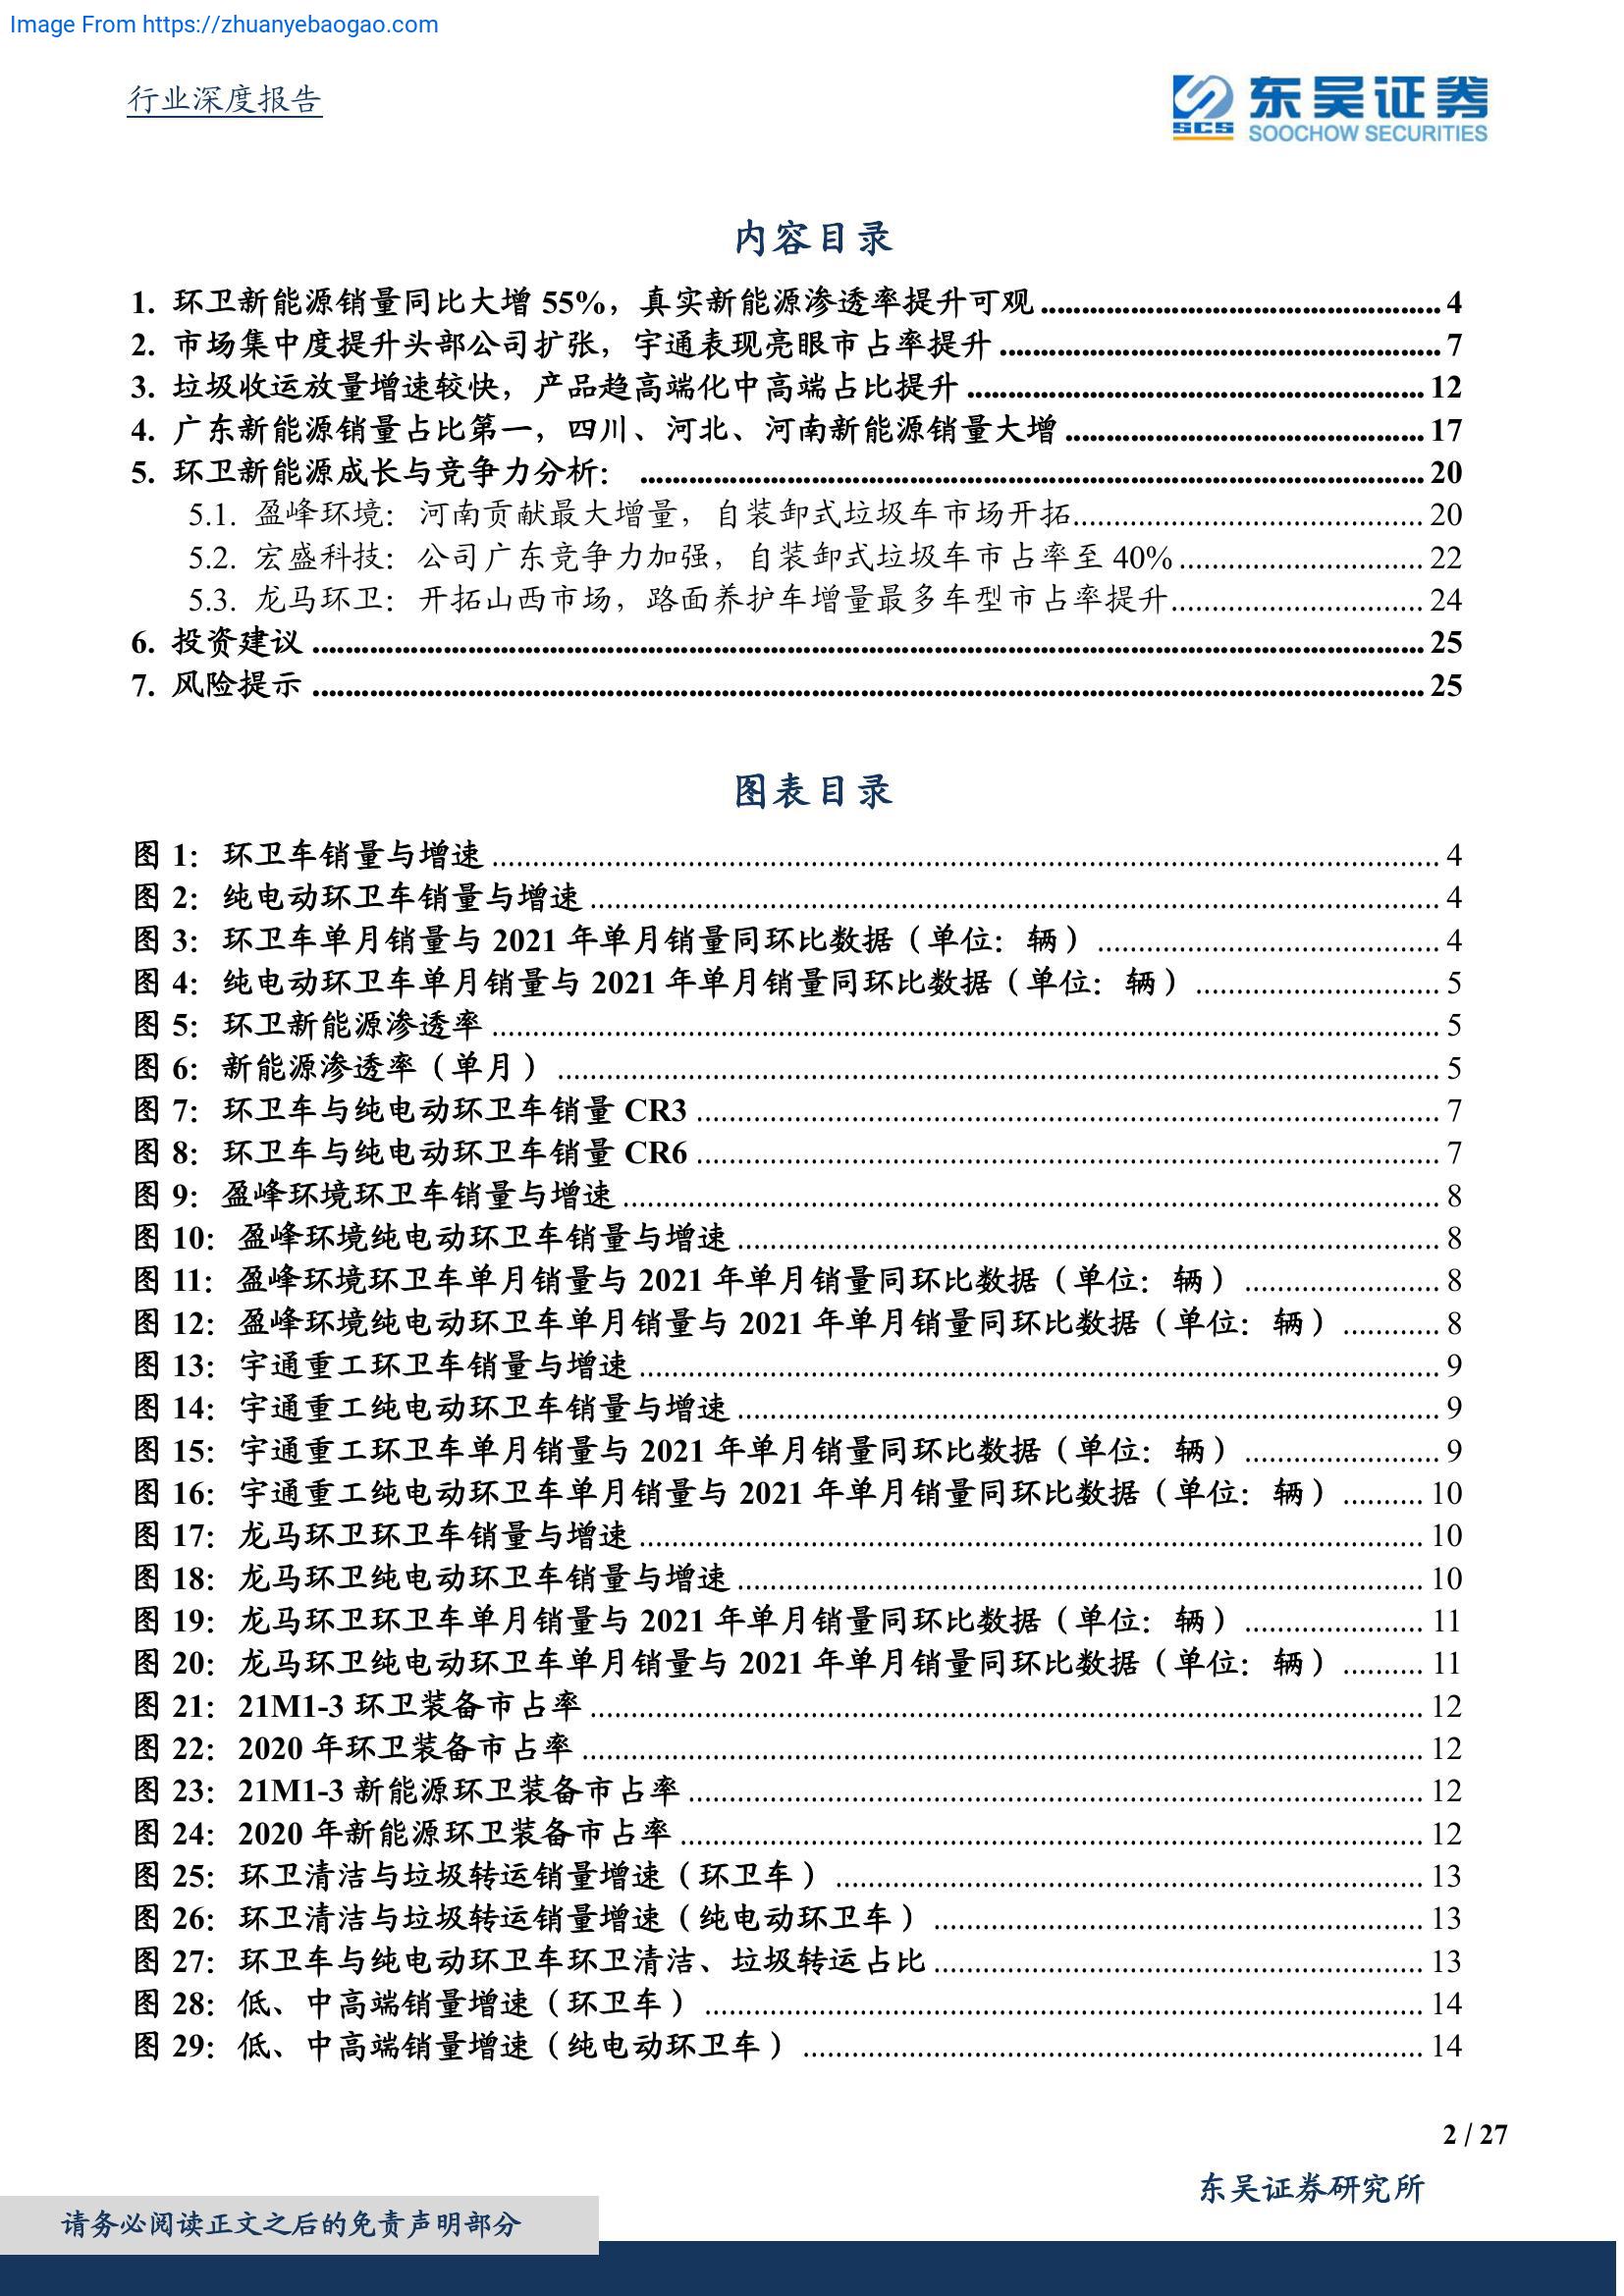 Image From https://zhuanyebaogao.com
行业深度报告
东吴证券
SCS
SOOCHOW SECURITIES
内容目录
1. 环卫新能源销量同比大增 55%，真实新能源渗透率提升可观 4
2. 市场集中度提升头部公司扩张，宇通表现亮眼市占率提升 7
3. 垃圾收运放量增速较快，产品趋高端化中高端占比提升 12
4. 广东新能源销量占比第一，四川、河北、河南新能源销量大增 17
5. 环卫新能源成长与竞争力分析： 20
5.1. 盈峰环境：河南贡献最大增量，自装卸式垃圾车市场开拓 20
5.2. 宏盛科技：公司广东竞争力加强，自装卸式垃圾车市占率至 40% 22
5.3. 龙马环卫：开拓山西市场，路面养护车增量最多车型市占率提升 24
6. 投资建议 25
7. 风险提示 25
图表目录
图 1：环卫车销量与增速 4
图 2：纯电动环卫车销量与增速 4
图 3：环卫车单月销量与 2021 年单月销量同环比数据（单位：辆） 4
图 4：纯电动环卫车单月销量与 2021 年单月销量同环比数据（单位：辆） 5
图 5：环卫新能源渗透率 5
图 6：新能源渗透率（单月） 5
图 7：环卫车与纯电动环卫车销量 CR3 7
图 8：环卫车与纯电动环卫车销量 CR6 7
图 9：盈峰环境环卫车销量与增速 8
图 10：盈峰环境纯电动环卫车销量与增速 8
图 11：盈峰环境环卫车单月销量与 2021 年单月销量同环比数据（单位：辆） 8
图 12：盈峰环境纯电动环卫车单月销量与 2021 年单月销量同环比数据（单位：辆） 8
图 13：宇通重工环卫车销量与增速 9
图 14：宇通重工纯电动环卫车销量与增速 9
图 15：宇通重工环卫车单月销量与 2021 年单月销量同环比数据（单位：辆） 9
图 16：宇通重工纯电动环卫车单月销量与 2021 年单月销量同环比数据（单位：辆） 10
图 17：龙马环卫环卫车销量与增速 10
图 18：龙马环卫纯电动环卫车销量与增速 10
图 19：龙马环卫环卫车单月销量与 2021 年单月销量同环比数据（单位：辆） 11
图 20：龙马环卫纯电动环卫车单月销量与 2021 年单月销量同环比数据（单位：辆） 11
图 21：21M1-3 环卫装备市占率 12
图 22：2020 年环卫装备市占率 12
图 23：21M1-3 新能源环卫装备市占率 12
图 24：2020 年新能源环卫装备市占率 12
图 25：环卫清洁与垃圾转运销量增速（环卫车） 13
图 26：环卫清洁与垃圾转运销量增速（纯电动环卫车） 13
图 27：环卫车与纯电动环卫车环卫清洁、垃圾转运占比 13
图 28：低、中高端销量增速（环卫车） 14
图 29：低、中高端销量增速（纯电动环卫车） 14
2 / 27
东吴证券研究所
请务必阅读正文之后的免责声明部分